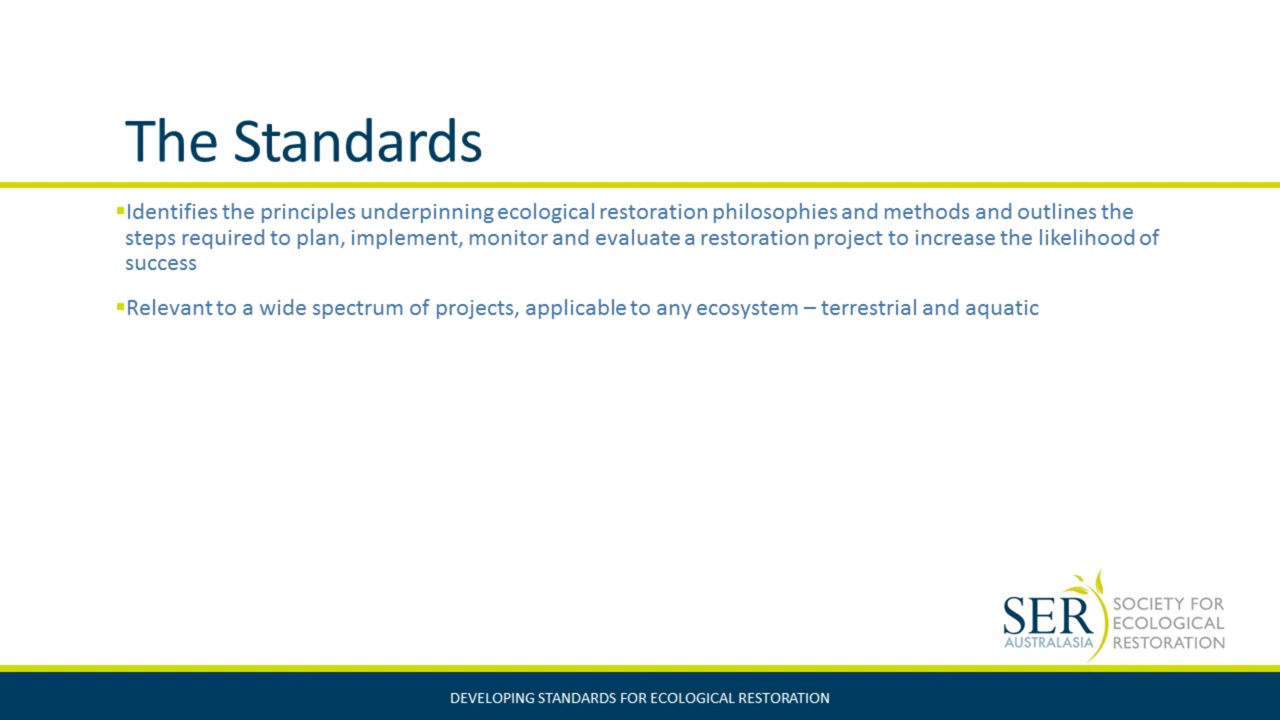 The Standards
▪Identifies the principles underpinning ecological restoration philosophies and methods and outlines the
steps required to plan, implement, monitor and evaluate a restoration project to increase the likelihood of
success
▪Relevant to a wide spectrum of projects, applicable to any ecosystem – terrestrial and aquatic
SER
AUSTRALASIA
SOCIETY FOR
ECOLOGICAL
RESTORATION
DEVELOPING STANDARDS FOR ECOLOGICAL RESTORATION